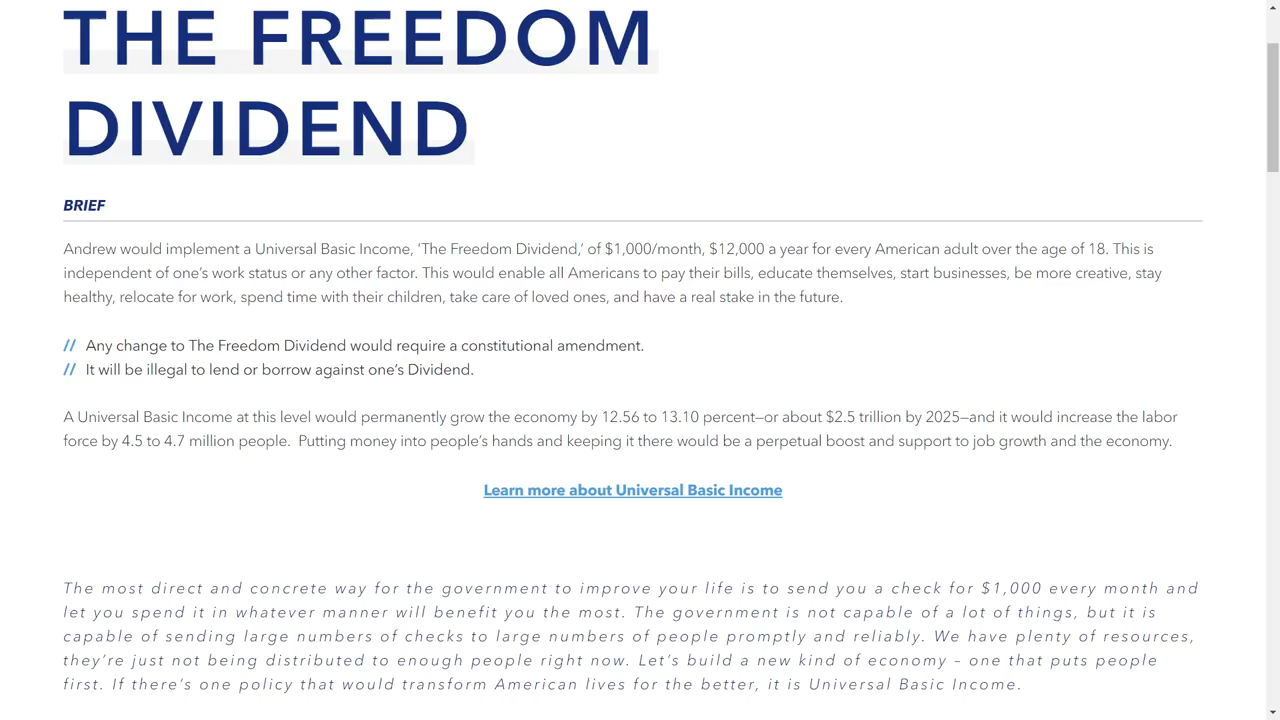 THE FREEDOM
DIVIDEND
BRIEF
Andrew would implement a Universal Basic Income, ‘The Freedom Dividend,’ of $1,000/month, $12,000 a year for every American adult over the age of 18. This is
independent of one’s work status or any other factor. This would enable all Americans to pay their bills, educate themselves, start businesses, be more creative, stay
healthy, relocate for work, spend time with their children, take care of loved ones, and have a real stake in the future.
// Any change to The Freedom Dividend would require a constitutional amendment.
// It will be illegal to lend or borrow against one’s Dividend.
A Universal Basic Income at this level would permanently grow the economy by 12.56 to 13.10 percent—or about $2.5 trillion by 2025—and it would increase the labor
force by 4.5 to 4.7 million people. Putting money into people’s hands and keeping it there would be a perpetual boost and support to job growth and the economy.
Learn more about Universal Basic Income
The most direct and concrete way for the government to improve your life is to send you a check for $1,000 every month and
let you spend it in whatever manner will benefit you the most. The government is not capable of a lot of things, but it is
capable of sending large numbers of checks to large numbers of people promptly and reliably. We have plenty of resources,
they’re just not being distributed to enough people right now. Let’s build a new kind of economy – one that puts people
first. If there’s one policy that would transform American lives for the better, it is Universal Basic Income.